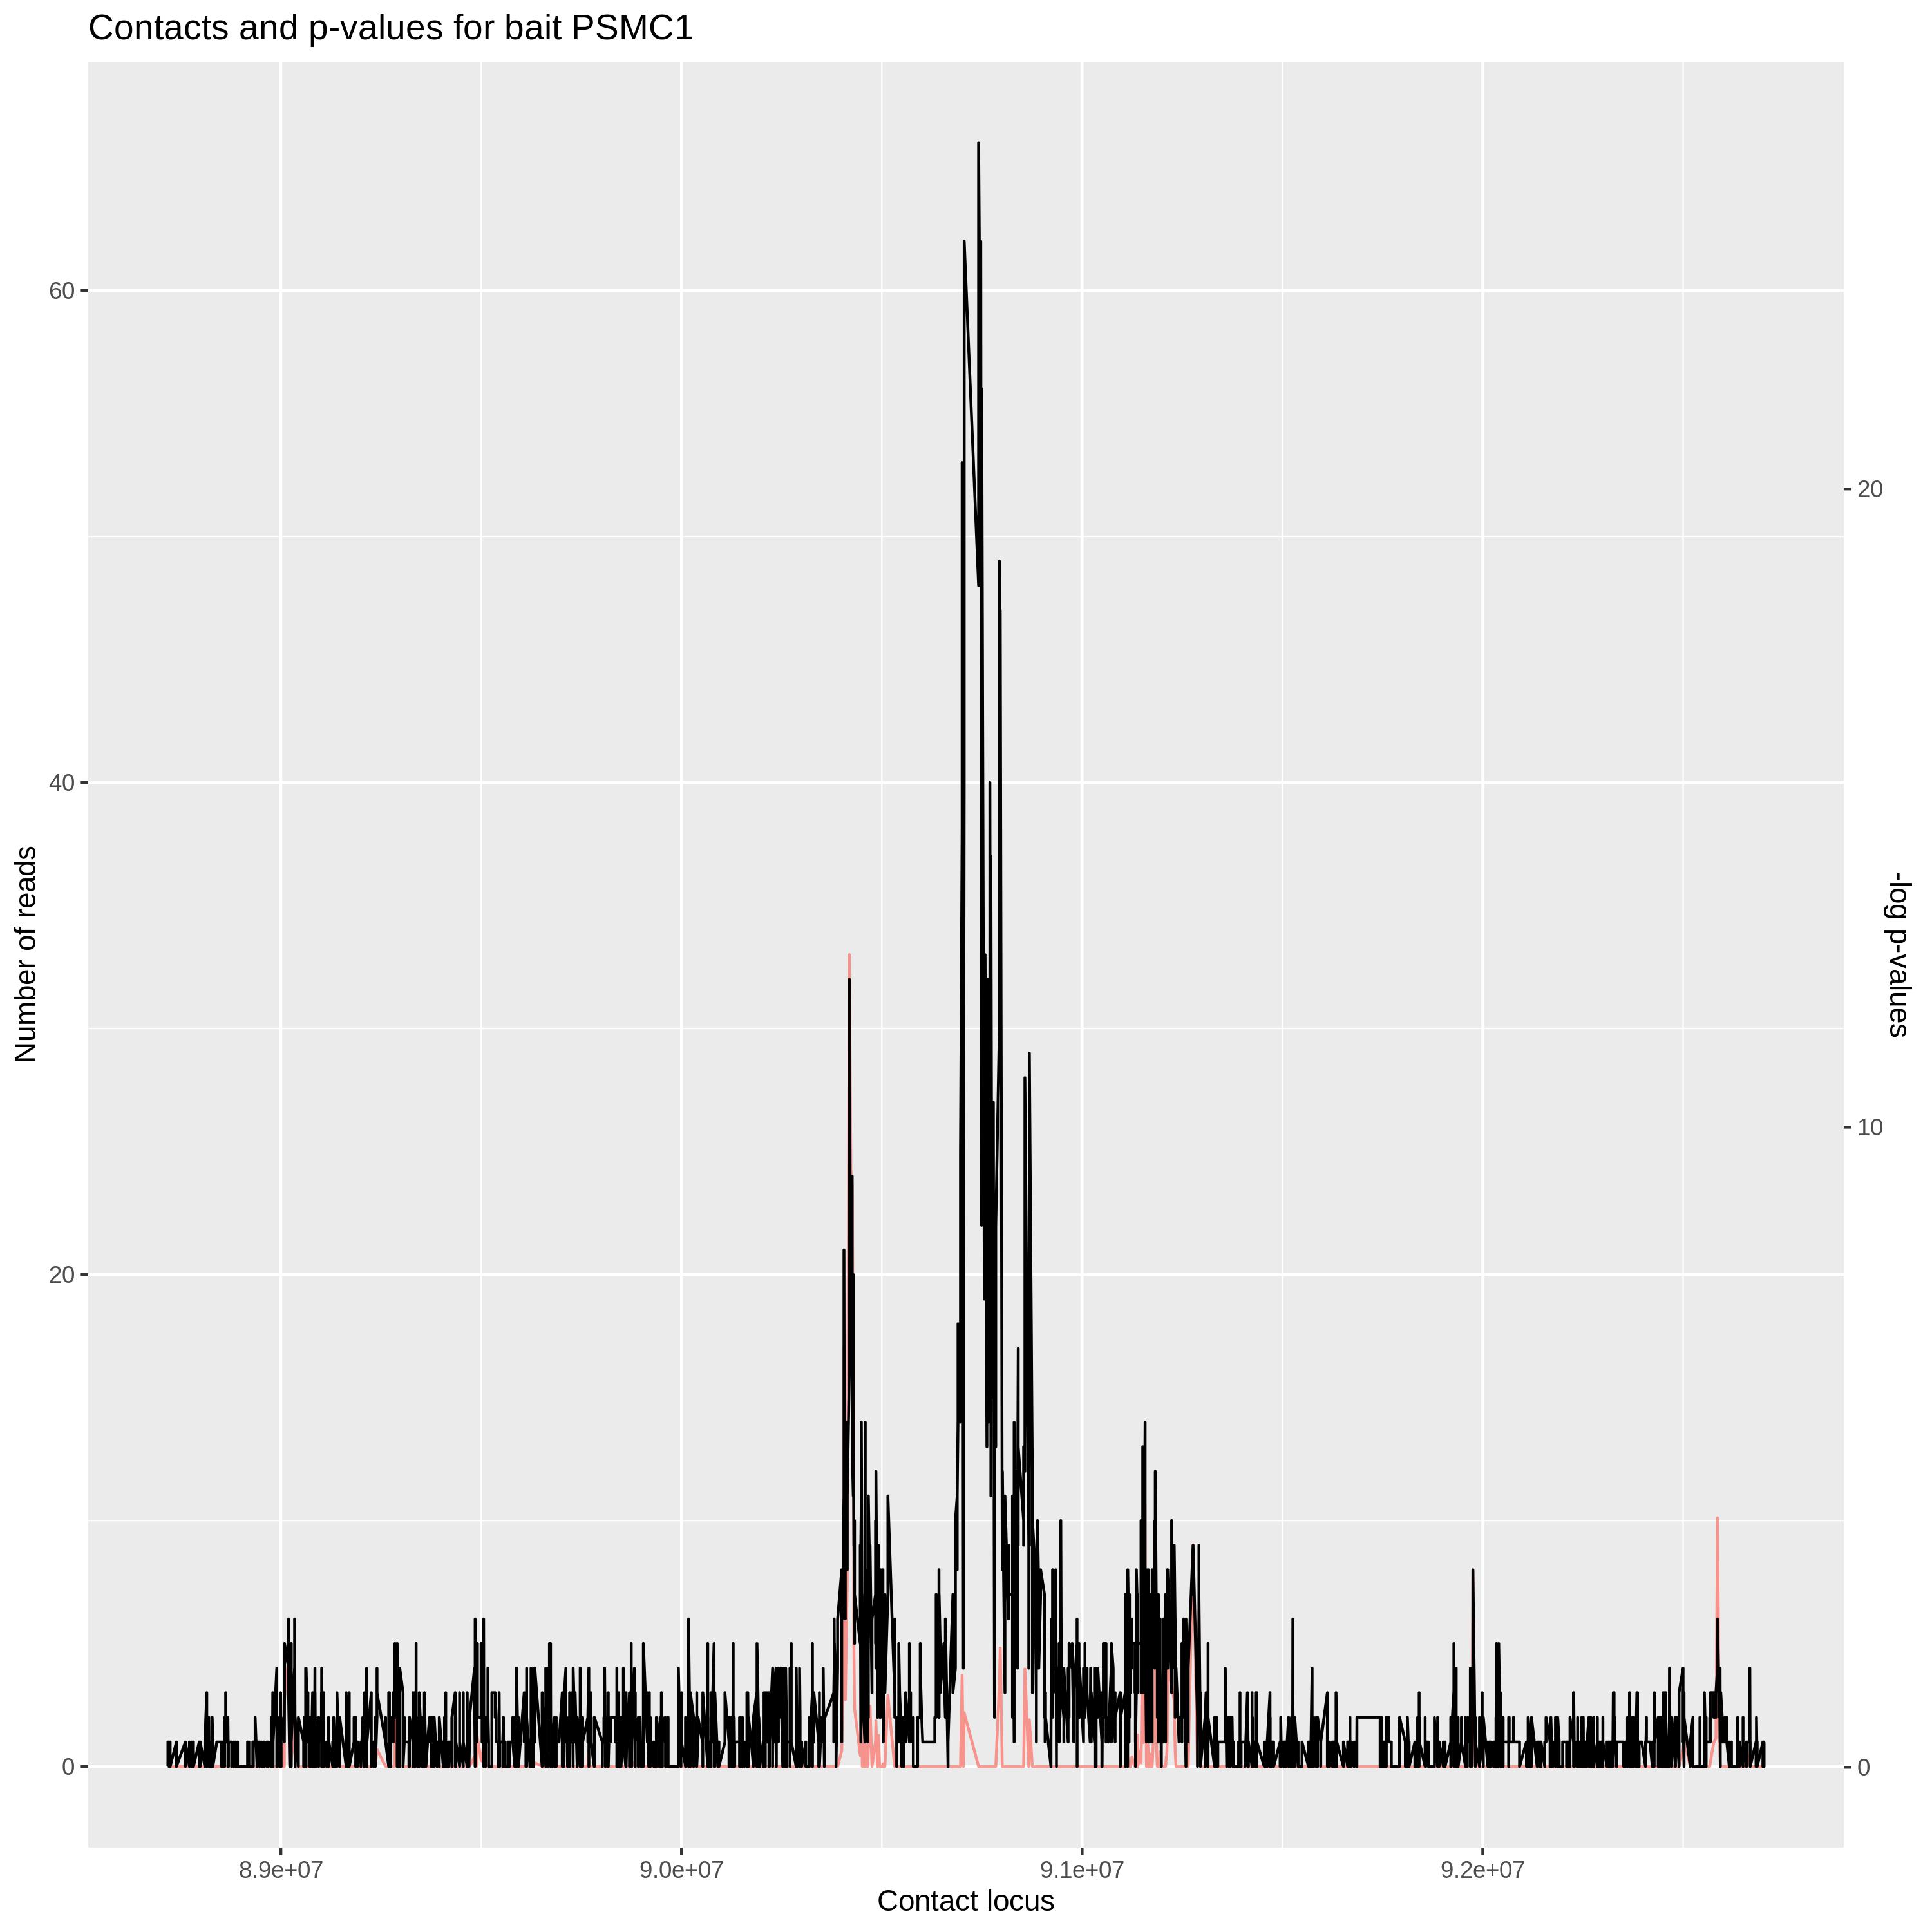 Contacts and p-values for bait PSMC1
60
40
20
0
20
10
0
Number of reads
-log p-values
8.9e+07
9.0e+07
9.1e+07
9.2e+07
Contact locus